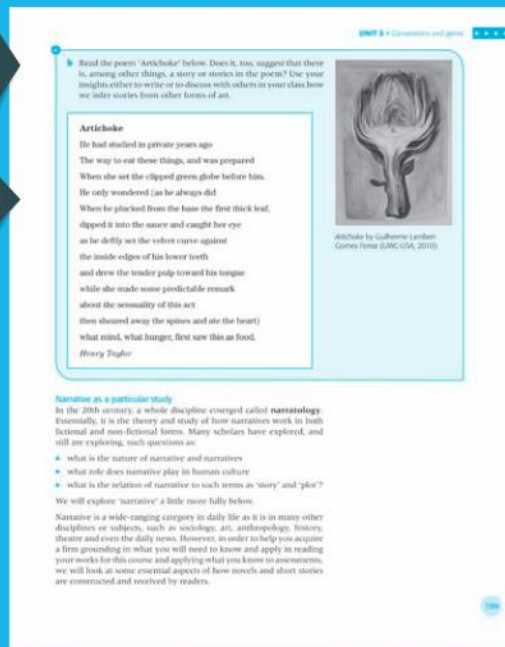 UNIT 5 • Conventions and genre
b Read the poem 'Artichoke' below. Does it, too, suggest that there
is, among other things, a story or stories in the poem? Use your
insights either to write or to discuss with others in your class how
we infer stories from other forms of art.
Artichoke
He had studied in private years ago
The way to eat these things, and was prepared
When she set the clipped green globe before him.
He only wondered (as he always did
When he plucked from the base the first thick leaf,
dipped it into the sauce and caught her eye
as he deftly set the velvet curve against
the inside edges of his lower teeth
and drew the tender pulp toward his tongue
while she made some predictable remark
about the sensuality of this act
then sheared away the spines and ate the heart)
what mind, what hunger, first saw this as food.
Henry Taylor
Artichoke by Guilherme Lambert
Gomes Ferraz (UWC-USA, 2010)
Narrative as a particular study
In the 20th century, a whole discipline emerged called narratology.
Essentially, it is the theory and study of how narratives work in both
fictional and non-fictional forms. Many scholars have explored, and
still are exploring, such questions as:
• what is the nature of narrative and narratives
• what role does narrative play in human culture
• what is the relation of narrative to such terms as 'story' and 'plot'?
We will explore 'narrative' a little more fully below.
Narrative is a wide-ranging category in daily life as it is in many other
disciplines or subjects, such as sociology, art, anthropology, history,
theatre and even the daily news. However, in order to help you acquire
a firm grounding in what you will need to know and apply in reading
your works for this course and applying what you know to assessments,
we will look at some essential aspects of how novels and short stories
are constructed and received by readers.
199